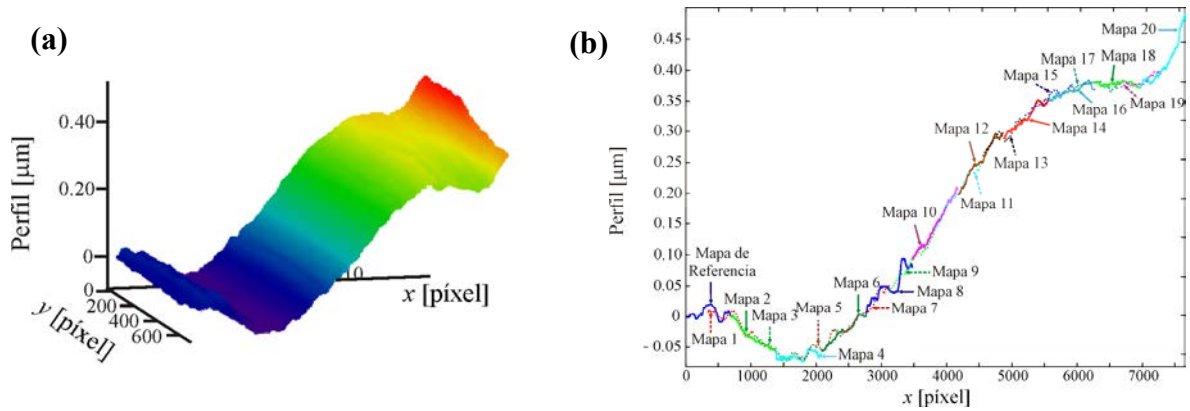 (a)
0.40
0.20
0
0
200
400
600
Perfil [µm]
y [píxel]
x [píxel]
(b)
0.45
0.40
0.35
0.30
0.25
0.20
0.15
0.10
0.05
0
- 0.05
Perfil [µm]
0 1000 2000 3000 4000 5000 6000 7000
x [píxel]
Mapa de
Referencia
Mapa 1
Mapa 2
Mapa 3
Mapa 4
Mapa 5
Mapa 6
Mapa 7
Mapa 8
Mapa 9
Mapa 10
Mapa 11
Mapa 12
Mapa 13
Mapa 14
Mapa 15
Mapa 16
Mapa 17
Mapa 18
Mapa 19
Mapa 20